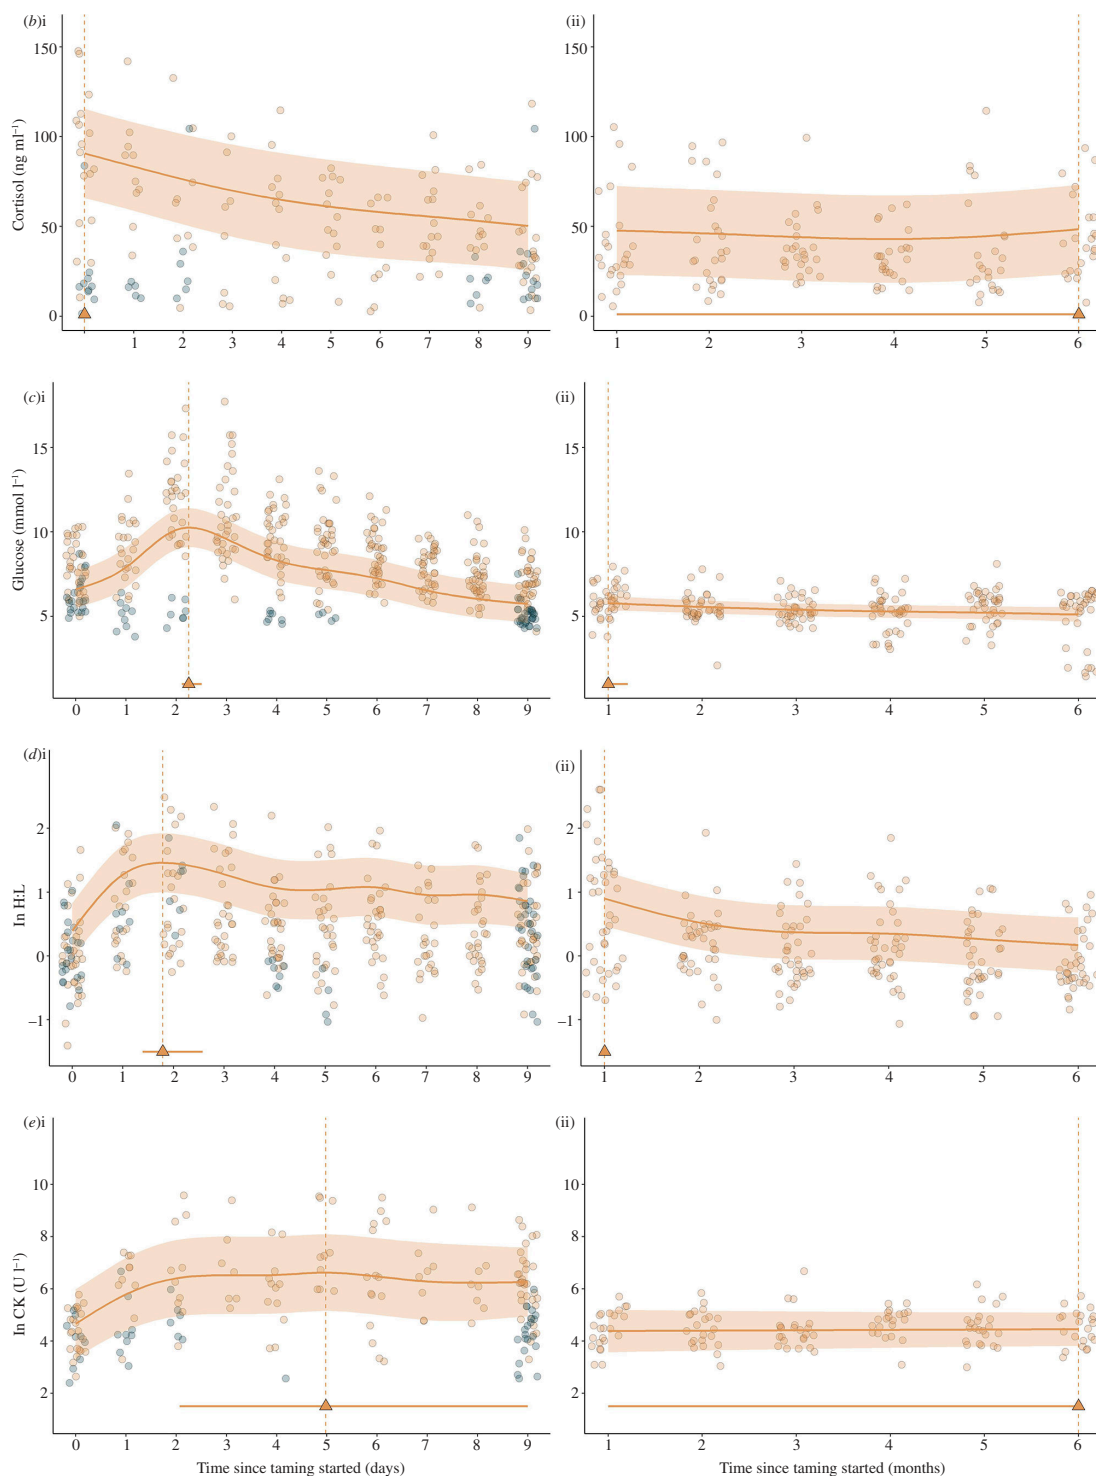 (b)i
(ii)
150
100
50
0
Cortisol (ng ml⁻¹)
150
100
50
0
1 2 3 4 5 6 7 8 9
1 2 3 4 5 6
(c)i
(ii)
15
10
5
Glucose (mmol l⁻¹)
15
10
5
0 1 2 3 4 5 6 7 8 9
1 2 3 4 5 6
(d)i
(ii)
2
1
0
–1
ln H:L
2
1
0
–1
0 1 2 3 4 5 6 7 8 9
1 2 3 4 5 6
(e)i
(ii)
10
8
6
4
2
ln CK (U l⁻¹)
10
8
6
4
2
0 1 2 3 4 5 6 7 8 9
1 2 3 4 5 6
Time since taming started (days)
Time since taming started (months)